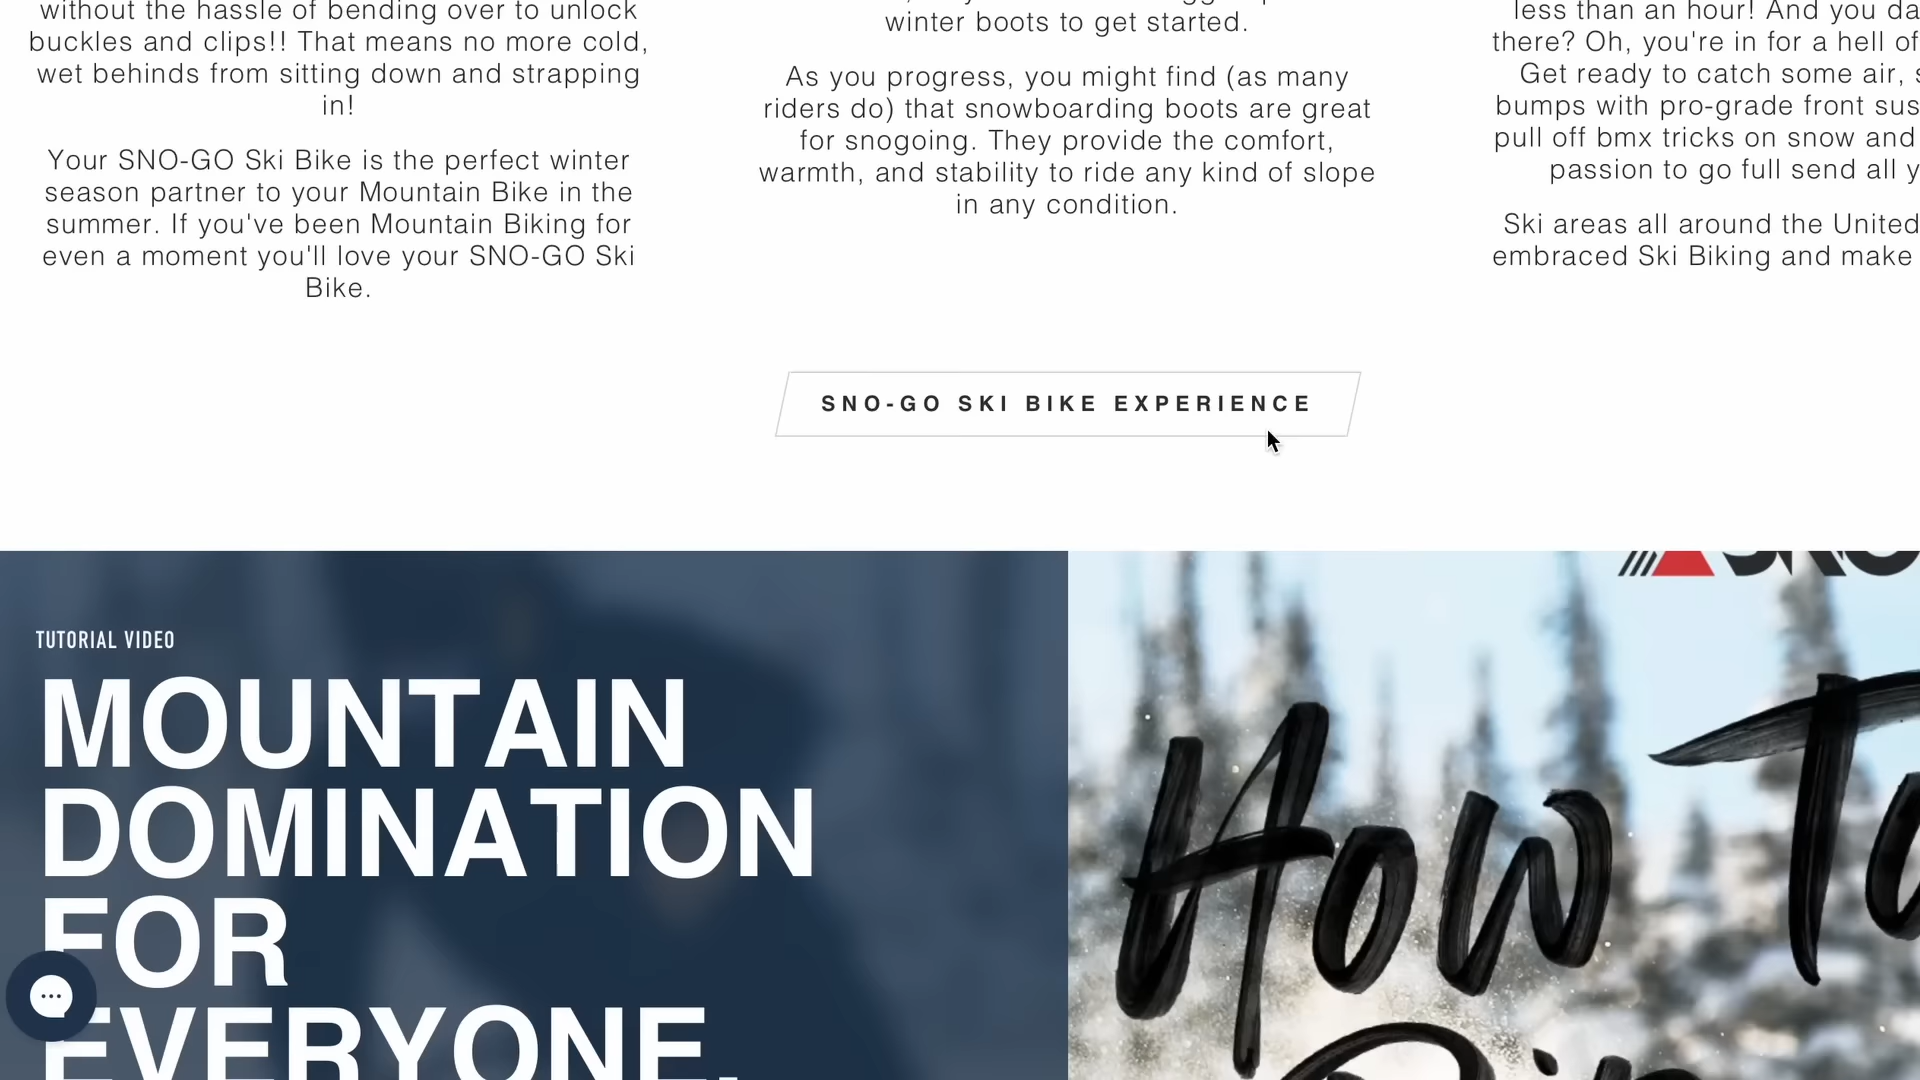 without the hassle of bending over to unlock
buckles and clips!! That means no more cold,
wet behinds from sitting down and strapping
in!
Your SNO-GO Ski Bike is the perfect winter
season partner to your Mountain Bike in the
summer. If you've been Mountain Biking for
even a moment you'll love your SNO-GO Ski
Bike.
winter boots to get started.
As you progress, you might find (as many
riders do) that snowboarding boots are great
for snogoing. They provide the comfort,
warmth, and stability to ride any kind of slope
in any condition.
less than an hour! And you da
there? Oh, you're in for a hell of
Get ready to catch some air, s
bumps with pro-grade front sus
pull off bmx tricks on snow and
passion to go full send all y
Ski areas all around the United
embraced Ski Biking and make
SNO-GO SKI BIKE EXPERIENCE
TUTORIAL VIDEO
MOUNTAIN
DOMINATION
FOR
EVERYONE.
How To